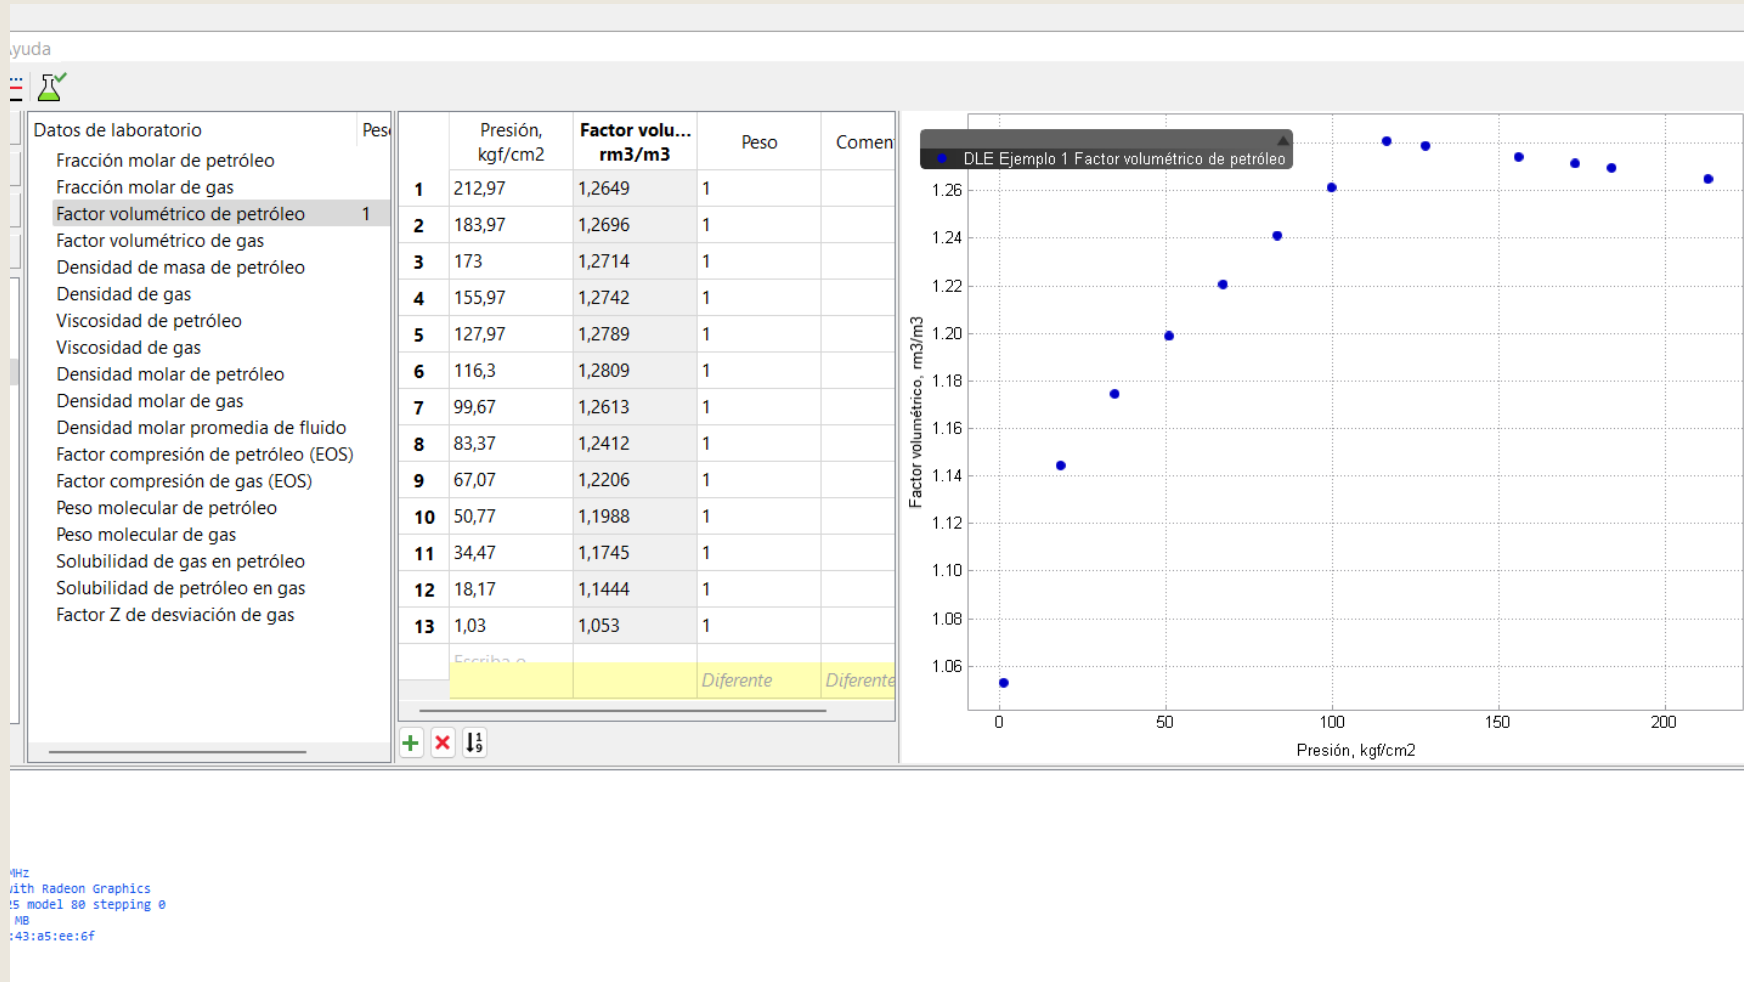 yuda
Datos de laboratorio Peso
Fracción molar de petróleo
Fracción molar de gas
Factor volumétrico de petróleo 1
Factor volumétrico de gas
Densidad de masa de petróleo
Densidad de gas
Viscosidad de petróleo
Viscosidad de gas
Densidad molar de petróleo
Densidad molar de gas
Densidad molar promedia de fluido
Factor compresión de petróleo (EOS)
Factor compresión de gas (EOS)
Peso molecular de petróleo
Peso molecular de gas
Solubilidad de gas en petróleo
Solubilidad de petróleo en gas
Factor Z de desviación de gas
Presión, kgf/cm2 Factor volu... rm3/m3 Peso Comen
1 212,97 1,2649 1
2 183,97 1,2696 1
3 173 1,2714 1
4 155,97 1,2742 1
5 127,97 1,2789 1
6 116,3 1,2809 1
7 99,67 1,2613 1
8 83,37 1,2412 1
9 67,07 1,2206 1
10 50,77 1,1988 1
11 34,47 1,1745 1
12 18,17 1,1444 1
13 1,03 1,053 1
Escriba o
Diferente Diferente
DLE Ejemplo 1 Factor volumétrico de petróleo
Factor volumétrico, rm3/m3
1.26
1.24
1.22
1.20
1.18
1.16
1.14
1.12
1.10
1.08
1.06
0 50 100 150 200
Presión, kgf/cm2
MHz
with Radeon Graphics
25 model 80 stepping 0
MB
:43:a5:ee:6f